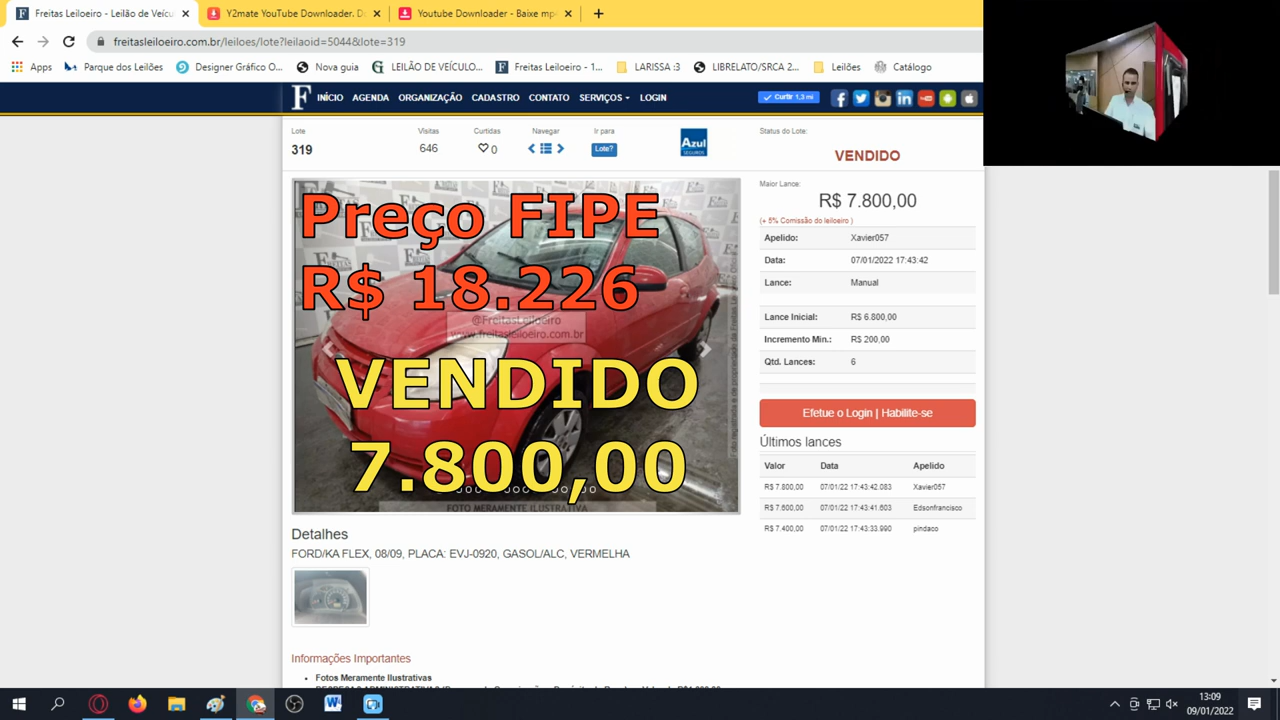 Freitas Leiloeiro - Leilão de Veícu
Y2mate YouTube Downloader. D
Youtube Downloader - Baixe mp
freitasleiloeiro.com.br/leiloes/lote?leilaoid=5044&lote=319
Apps
Parque dos Leilões
Designer Gráfico O...
Nova guia
LEILÃO DE VEÍCULO...
Freitas Leiloeiro - 1...
LARISSA :3
LIBRELATO/SRCA 2...
Leilões
Catálogo
F INÍCIO AGENDA ORGANIZAÇÃO CADASTRO CONTATO SERVIÇOS LOGIN
Curtir 1,3 mi
Lote Visitas Curtidas Navegar Ir para
319 646 0 Lote? Azul
SEGUROS
Status do Lote:
VENDIDO
Preço FIPE
R$ 18.226
@FreitasLeiloeiro
www.freitasleiloeiro.com.br
VENDIDO
7.800,00
FOTO MERAMENTE ILUSTRATIVA
Maior Lance:
R$ 7.800,00
(+ 5% Comissão do leiloeiro )
Apelido: Xavier057
Data: 07/01/2022 17:43:42
Lance: Manual
Lance Inicial: R$ 6.800,00
Incremento Min.: R$ 200,00
Qtd. Lances: 6
Efetue o Login | Habilite-se
Últimos lances
Valor Data Apelido
R$ 7.800,00 07/01/22 17:43:42.083 Xavier057
R$ 7.600,00 07/01/22 17:43:41.603 Edsonfrancisco
R$ 7.400,00 07/01/22 17:43:33.990 pindaco
Detalhes
FORD/KA FLEX, 08/09, PLACA: EVJ-0920, GASOL/ALC, VERMELHA
Informações Importantes
Fotos Meramente Ilustrativas
13:09
09/01/2022